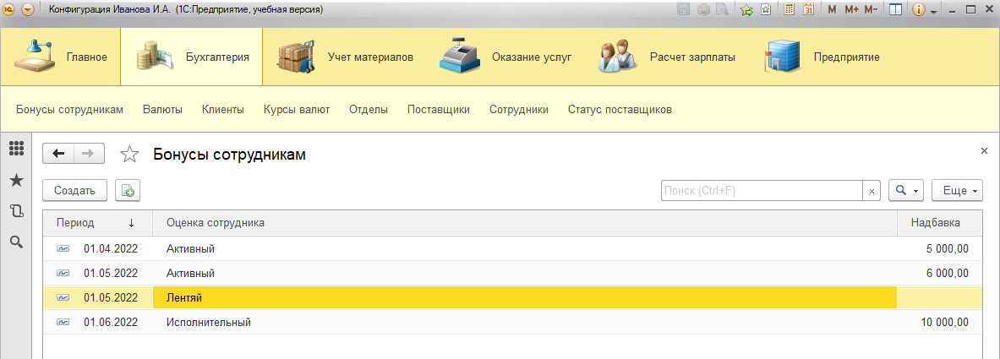 Конфигурация Иванова И.А. (1С:Предприятие, учебная версия) M M+ M-
Главное Бухгалтерия Учет материалов Оказание услуг Расчет зарплаты Предприятие
Бонусы сотрудникам Валюты Клиенты Курсы валют Отделы Поставщики Сотрудники Статус поставщиков
Бонусы сотрудникам
Создать Поиск (Ctrl+F) Еще
Период Оценка сотрудника Надбавка
01.04.2022 Активный 5 000,00
01.05.2022 Активный 6 000,00
01.05.2022 Лентяй
01.06.2022 Исполнительный 10 000,00